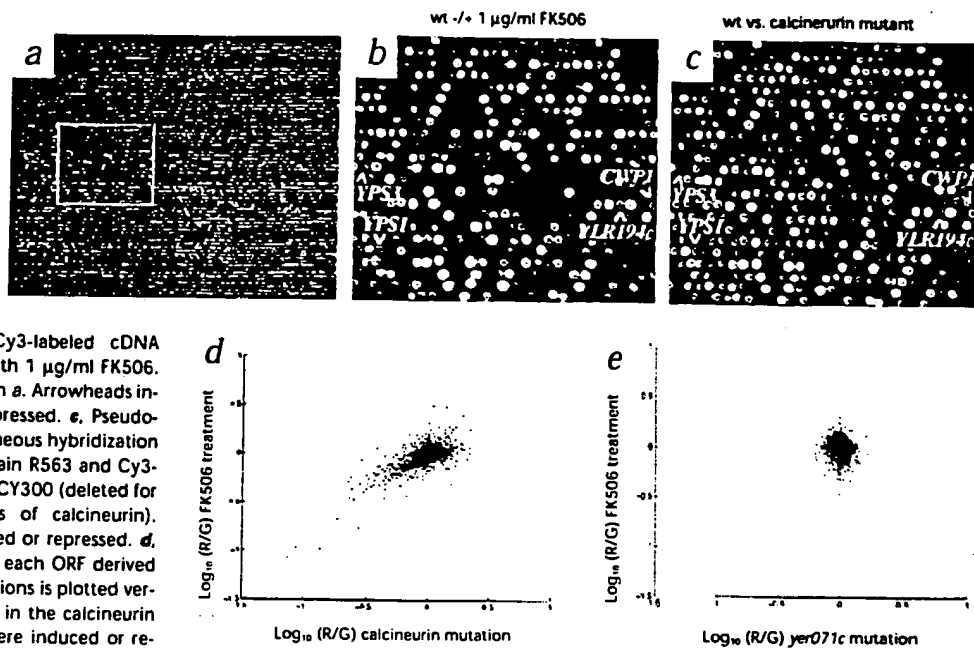 wt -/+ 1 µg/ml FK506
wt vs. calcinerurin mutant
a
b
c
CWP1
YPS3
YPS1
YLR194c
CWP1
YPS3
YPS1
YLR194c
Cy3-labeled cDNA
th 1 µg/ml FK506.
n a. Arrowheads in-
pressed. c, Pseudo-
neous hybridization
ain R563 and Cy3-
CY300 (deleted for
s of calcineurin).
ed or repressed. d,
each ORF derived
ions is plotted ver-
in the calcineurin
ere induced or re-
d
Log₁₀ (R/G) FK506 treatment
Log₁₀ (R/G) calcineurin mutation
e
Log₁₀ (R/G) FK506 treatment
Log₁₀ (R/G) yer071c mutation